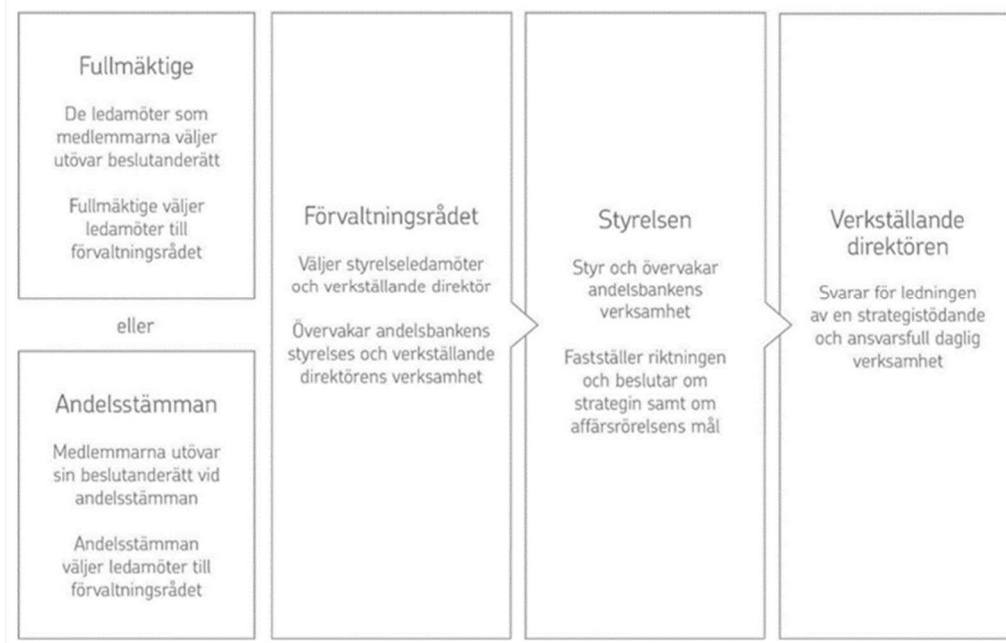 Fullmäktige
De ledamöter som
medlemmarna väljer
utövar beslutanderätt
Fullmäktige väljer
ledamöter till
förvaltningsrådet
eller
Andelsstämman
Medlemmarna utövar
sin beslutanderätt vid
andelsstämman
Andelsstämman
väljer ledamöter till
förvaltningsrådet
Förvaltningsrådet
Väljer styrelseledamöter
och verkställande direktör
Övervakar andelsbankens
styrelses och verkställande
direktörens verksamhet
Styrelsen
Styr och övervakar
andelsbankens
verksamhet
Fastställer riktningen
och beslutar om
strategin samt om
affärsrörelsens mål
Verkställande
direktören
Svarar för ledningen
av en strategistödande
och ansvarsfull daglig
verksamhet